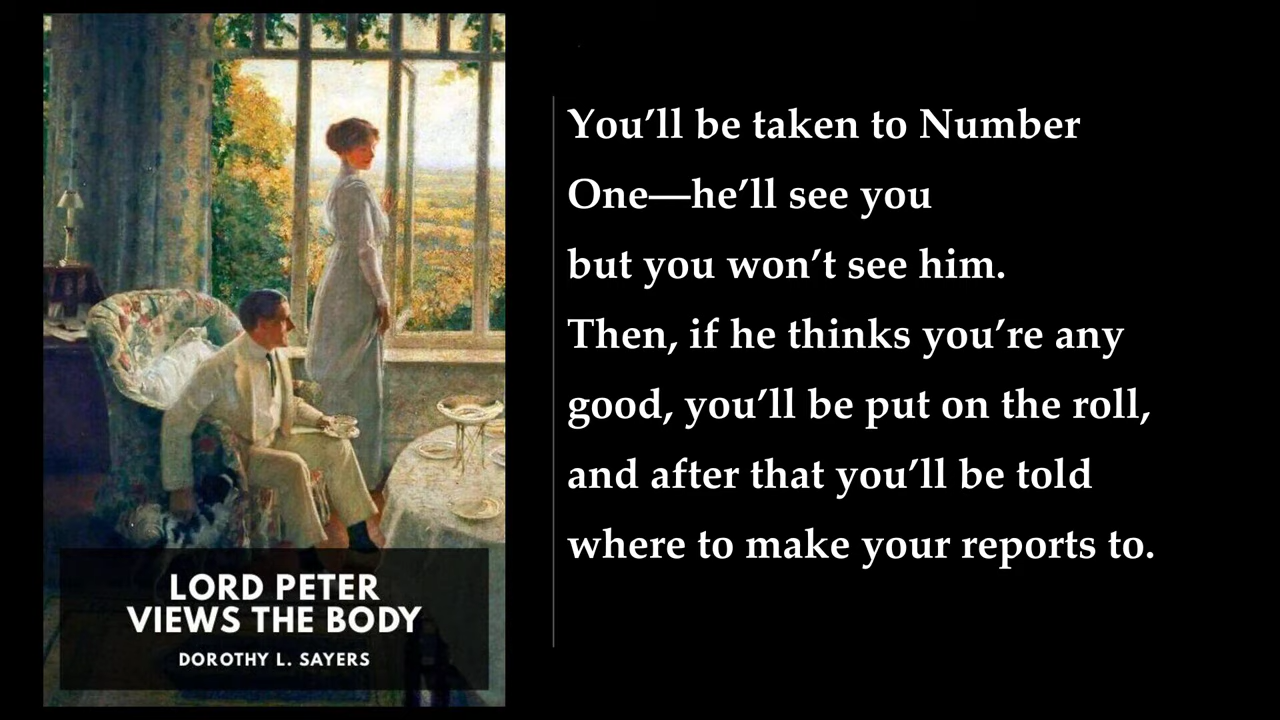 LORD PETER
VIEWS THE BODY
DOROTHY L. SAYERS
You’ll be taken to Number
One—he’ll see you
but you won’t see him.
Then, if he thinks you’re any
good, you’ll be put on the roll,
and after that you’ll be told
where to make your reports to.